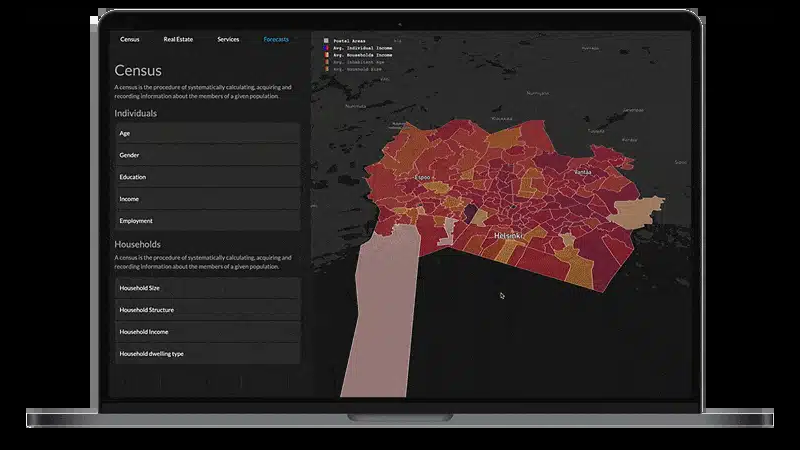 Census Real Estate Services Forecasts
Census
A census is the procedure of systematically calculating, acquiring and
recording information about the members of a given population.
Individuals
Age
Gender
Education
Income
Employment
Households
A census is the procedure of systematically calculating, acquiring and
recording information about the members of a given population.
Household Size
Household Structure
Household Income
Household dwelling type
Postal Areas
Avg. Individual Income
Avg. Households Income
Avg. Inhabitant Age
Avg. Household Size
Espoo
Vantaa
Helsinki